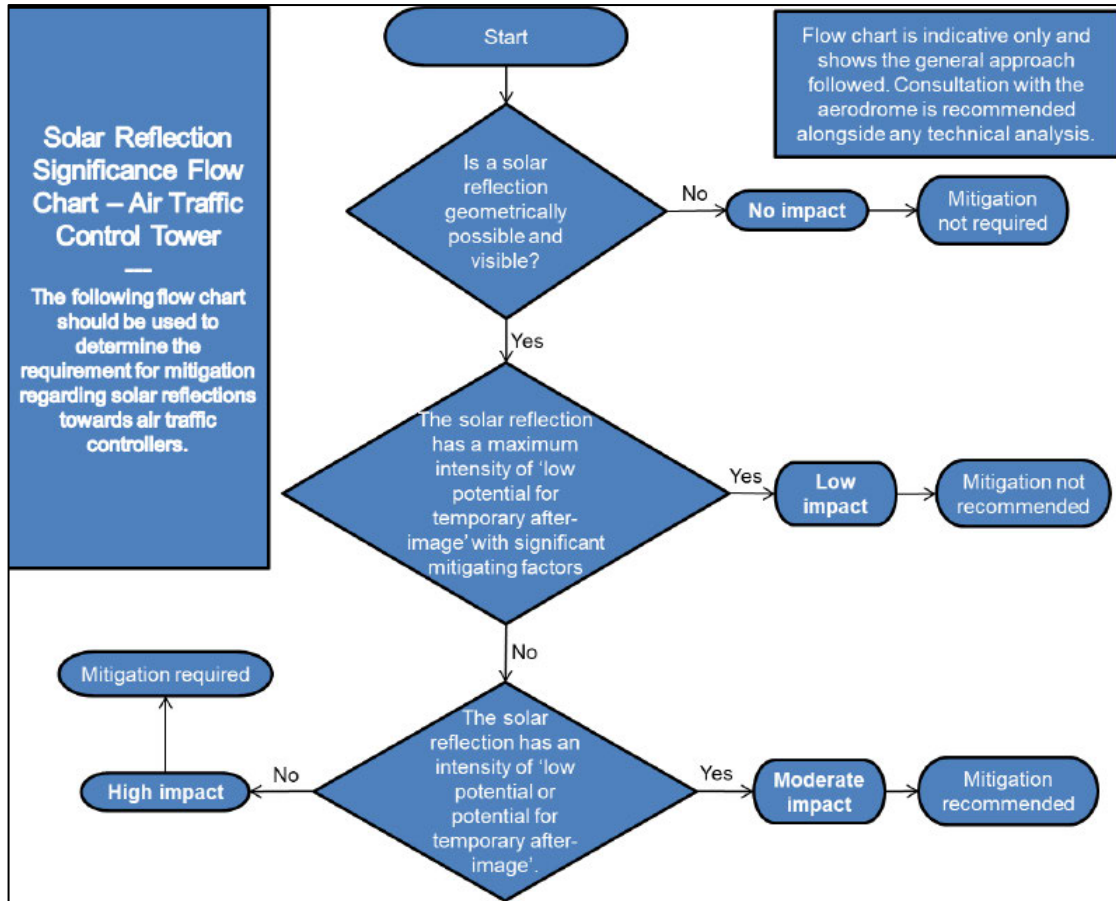 Solar Reflection
Significance Flow
Chart – Air Traffic
Control Tower
—
The following flow chart
should be used to
determine the
requirement for mitigation
regarding solar reflections
towards air traffic
controllers.
Start
Flow chart is indicative only and
shows the general approach
followed. Consultation with the
aerodrome is recommended
alongside any technical analysis.
Is a solar
reflection
geometrically
possible and
visible?
No
No impact
Mitigation
not required
Yes
The solar reflection
has a maximum
intensity of ‘low
potential for
temporary after-
image’ with significant
mitigating factors
Yes
Low
impact
Mitigation not
recommended
No
The solar
reflection has an
intensity of ‘low
potential or
potential for
temporary after-
image’.
Yes
Moderate
impact
Mitigation
recommended
No
High impact
Mitigation required